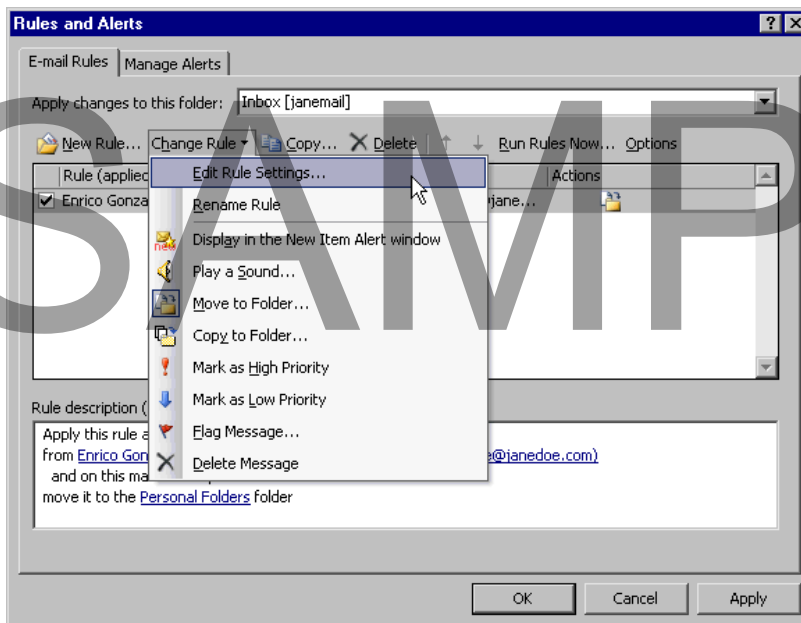 Rules and Alerts
E-mail Rules Manage Alerts
Apply changes to this folder: Inbox [janemail]
New Rule... Change Rule Copy... Delete Run Rules Now... Options
Rule (applied Actions
Enrico Gonza jane...
Edit Rule Settings...
Rename Rule
Display in the New Item Alert window
Play a Sound...
Move to Folder...
Copy to Folder...
Mark as High Priority
Mark as Low Priority
Flag Message...
Delete Message
Rule description (
Apply this rule a
from Enrico Gon e@janedoe.com)
and on this ma
move it to the Personal Folders folder
OK Cancel Apply
SAMP